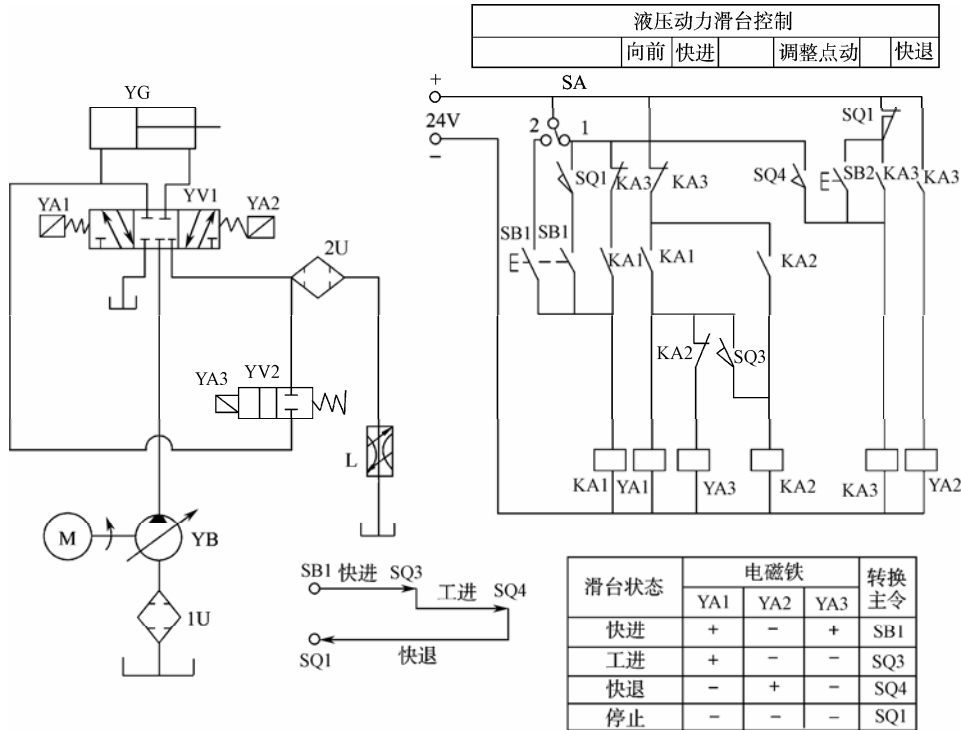 液压动力滑台控制
向前 快进 调整点动 快退
YG
YA1
YV1
YA2
2U
YA3
YV2
L
M
YB
1U
+
24V
−
SA
2
1
SQ1
KA3
KA3
SQ4
SQ1
SB2
KA3
KA3
SB1
SB1
KA1
KA1
KA2
KA2
SQ3
KA1
YA1
YA3
KA2
KA3
YA2
SB1 快进 SQ3
工进 SQ4
SQ1
快退
滑台状态 电磁铁 转换主令
YA1 YA2 YA3
快进 + − + SB1
工进 + − − SQ3
快退 − + − SQ4
停止 − − − SQ1